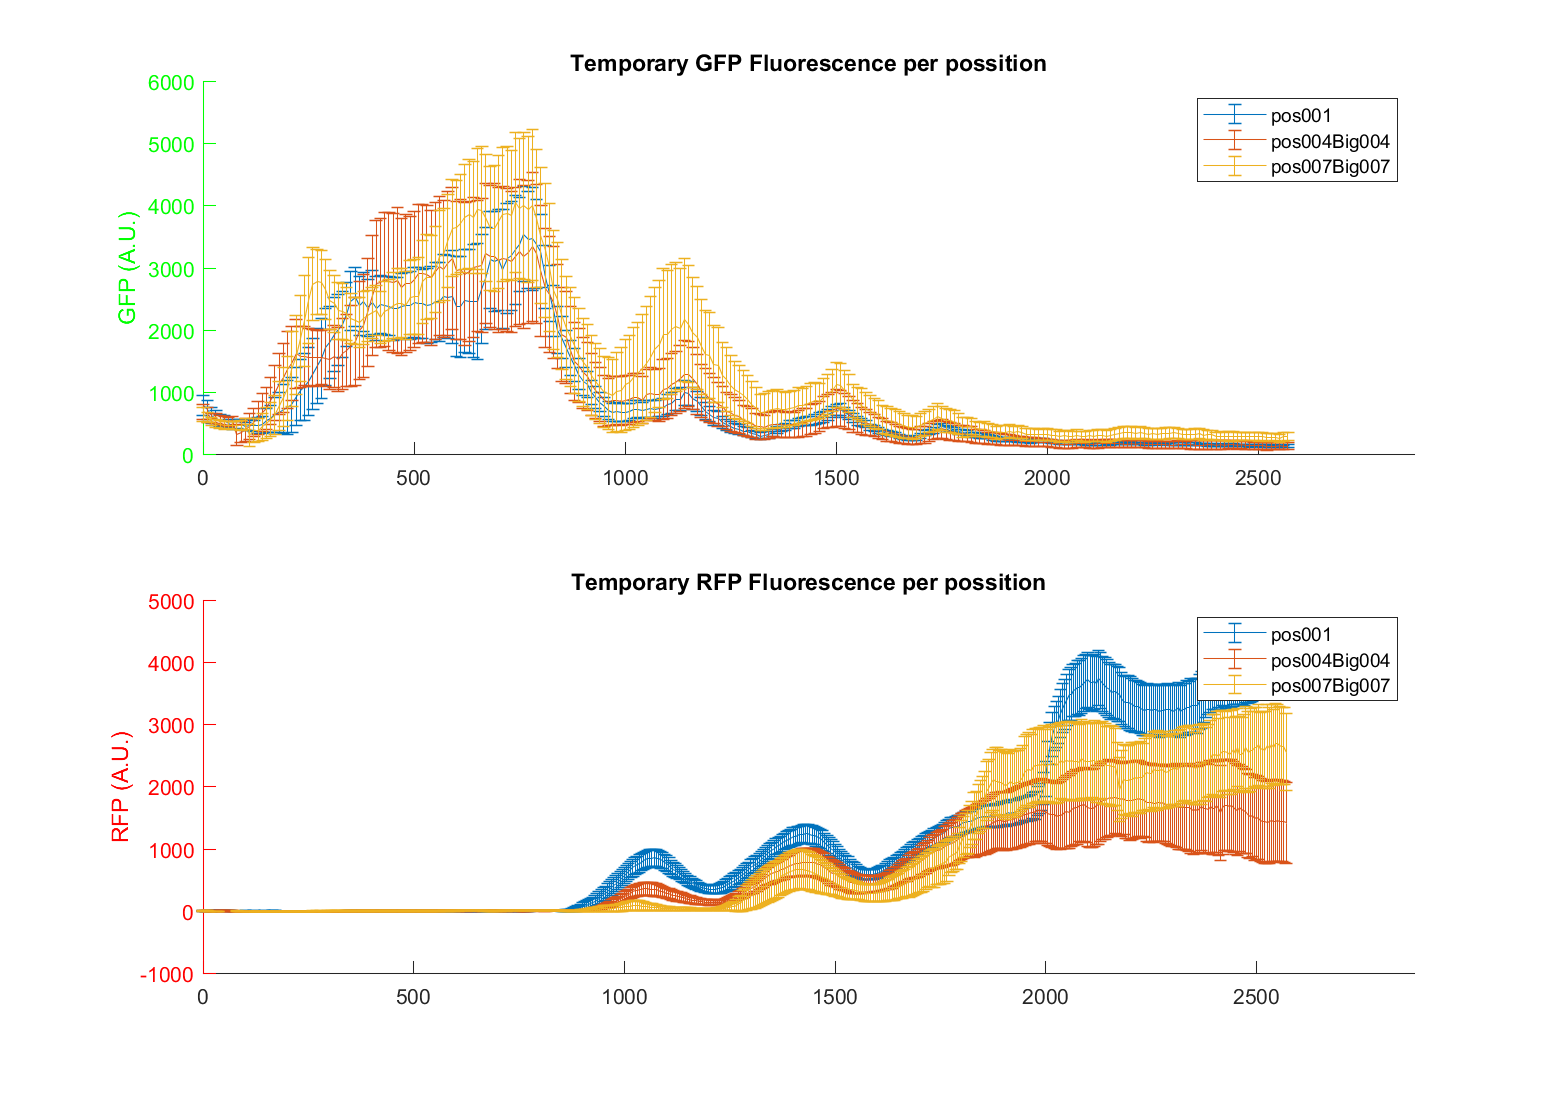 Temporary GFP Fluorescence per possition
6000
5000
4000
3000
2000
1000
0
GFP (A.U.)
pos001
pos004Big004
pos007Big007
0 500 1000 1500 2000 2500
Temporary RFP Fluorescence per possition
5000
4000
3000
2000
1000
0
-1000
RFP (A.U.)
pos001
pos004Big004
pos007Big007
0 500 1000 1500 2000 2500